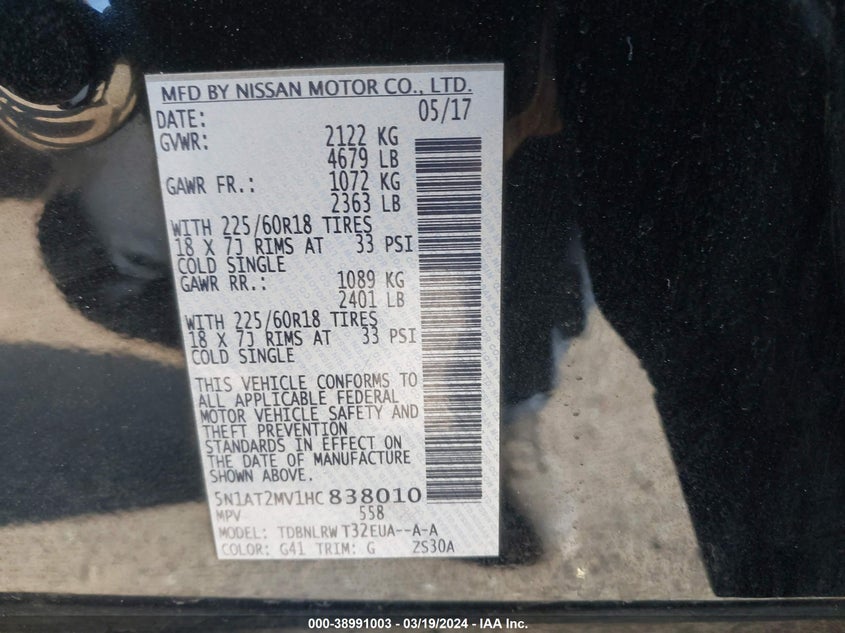 MFD BY NISSAN MOTOR CO., LTD.
DATE: 05/17
GVWR: 2122 KG
4679 LB
GAWR FR.: 1072 KG
2363 LB
WITH 225/60R18 TIRES
18 X 7J RIMS AT 33 PSI
COLD SINGLE
GAWR RR.: 1089 KG
2401 LB
WITH 225/60R18 TIRES
18 X 7J RIMS AT 33 PSI
COLD SINGLE
THIS VEHICLE CONFORMS TO
ALL APPLICABLE FEDERAL
MOTOR VEHICLE SAFETY AND
THEFT PREVENTION
STANDARDS IN EFFECT ON
THE DATE OF MANUFACTURE
SHOWN ABOVE.
5N1AT2MV1HC838010
MPV 558
MODEL: TDBNLRW T32EUA--A-A
COLOR: G41 TRIM: G ZS30A
000-38991003 - 03/19/2024 - IAA Inc.